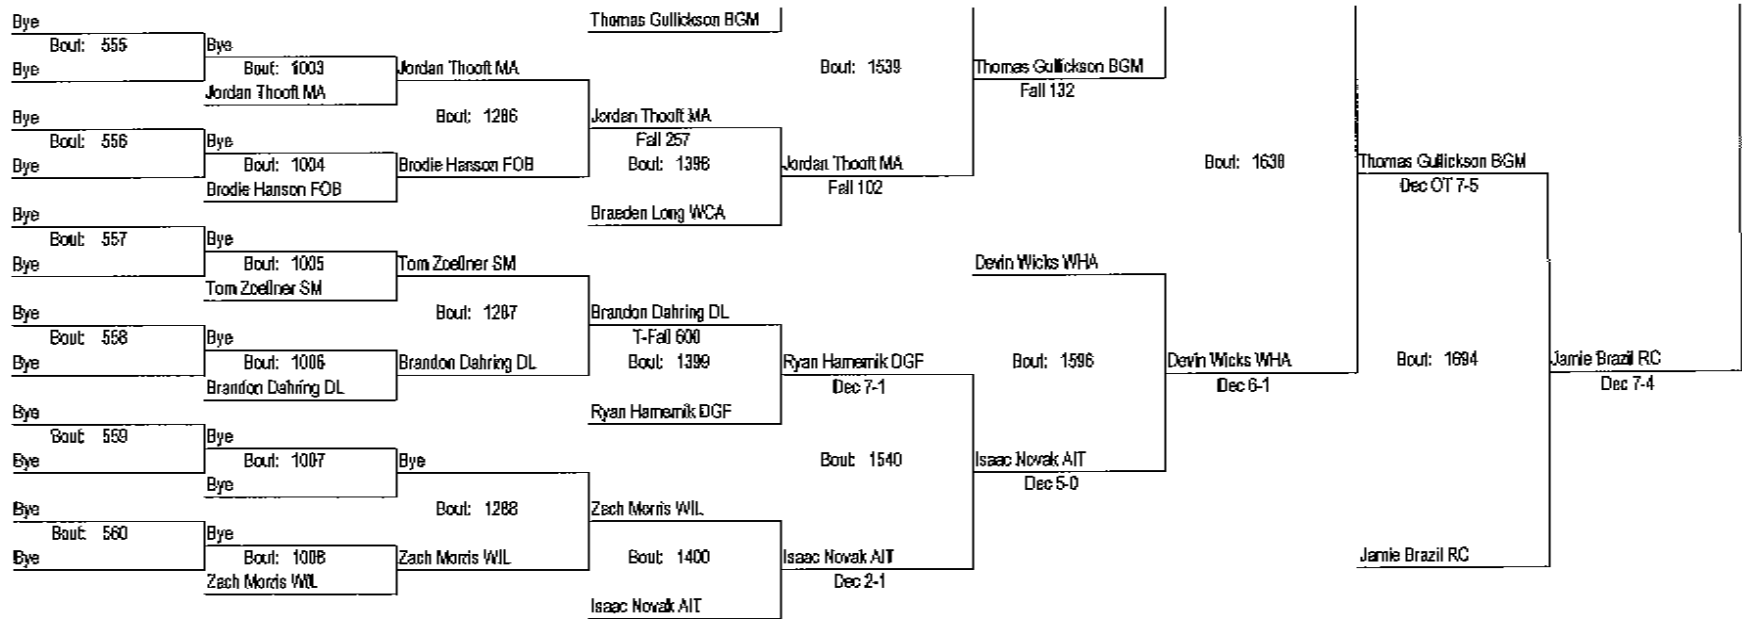 Bye
Bout: 555
Bye
Bye
Bout: 556
Bye
Bye
Bout: 557
Bye
Bye
Bout: 558
Bye
Bye
Bout: 559
Bye
Bye
Bout: 560
Bye
Bye
Bout: 1003
Jordan Thooft MA
Bye
Bout: 1004
Brodie Hanson FOB
Bye
Bout: 1005
Tom Zoellner SM
Bye
Bout: 1006
Brandon Dahring DL
Bye
Bout: 1007
Bye
Bye
Bout: 1008
Zach Morris WIL
Jordan Thooft MA
Bout: 1286
Brodie Hanson FOB
Tom Zoellner SM
Bout: 1287
Brandon Dahring DL
Bye
Bout: 1288
Zach Morris WIL
Thomas Gullickson BGM
Jordan Thooft MA
Fall 257
Bout: 1398
Braeden Long WCA
Brandon Dahring DL
T-Fall 600
Bout: 1399
Ryan Hamernik DGF
Zach Morris WIL
Bout: 1400
Isaac Novak AIT
Bout: 1539
Jordan Thooft MA
Fall 102
Ryan Hamernik DGF
Dec 7-1
Bout: 1540
Isaac Novak AIT
Dec 2-1
Thomas Gullickson BGM
Fall 132
Devin Wicks WHA
Bout: 1596
Isaac Novak AIT
Dec 5-0
Bout: 1638
Devin Wicks WHA
Dec 6-1
Thomas Gullickson BGM
Dec OT 7-5
Bout: 1694
Jamie Brazil RC
Jamie Brazil RC
Dec 7-4